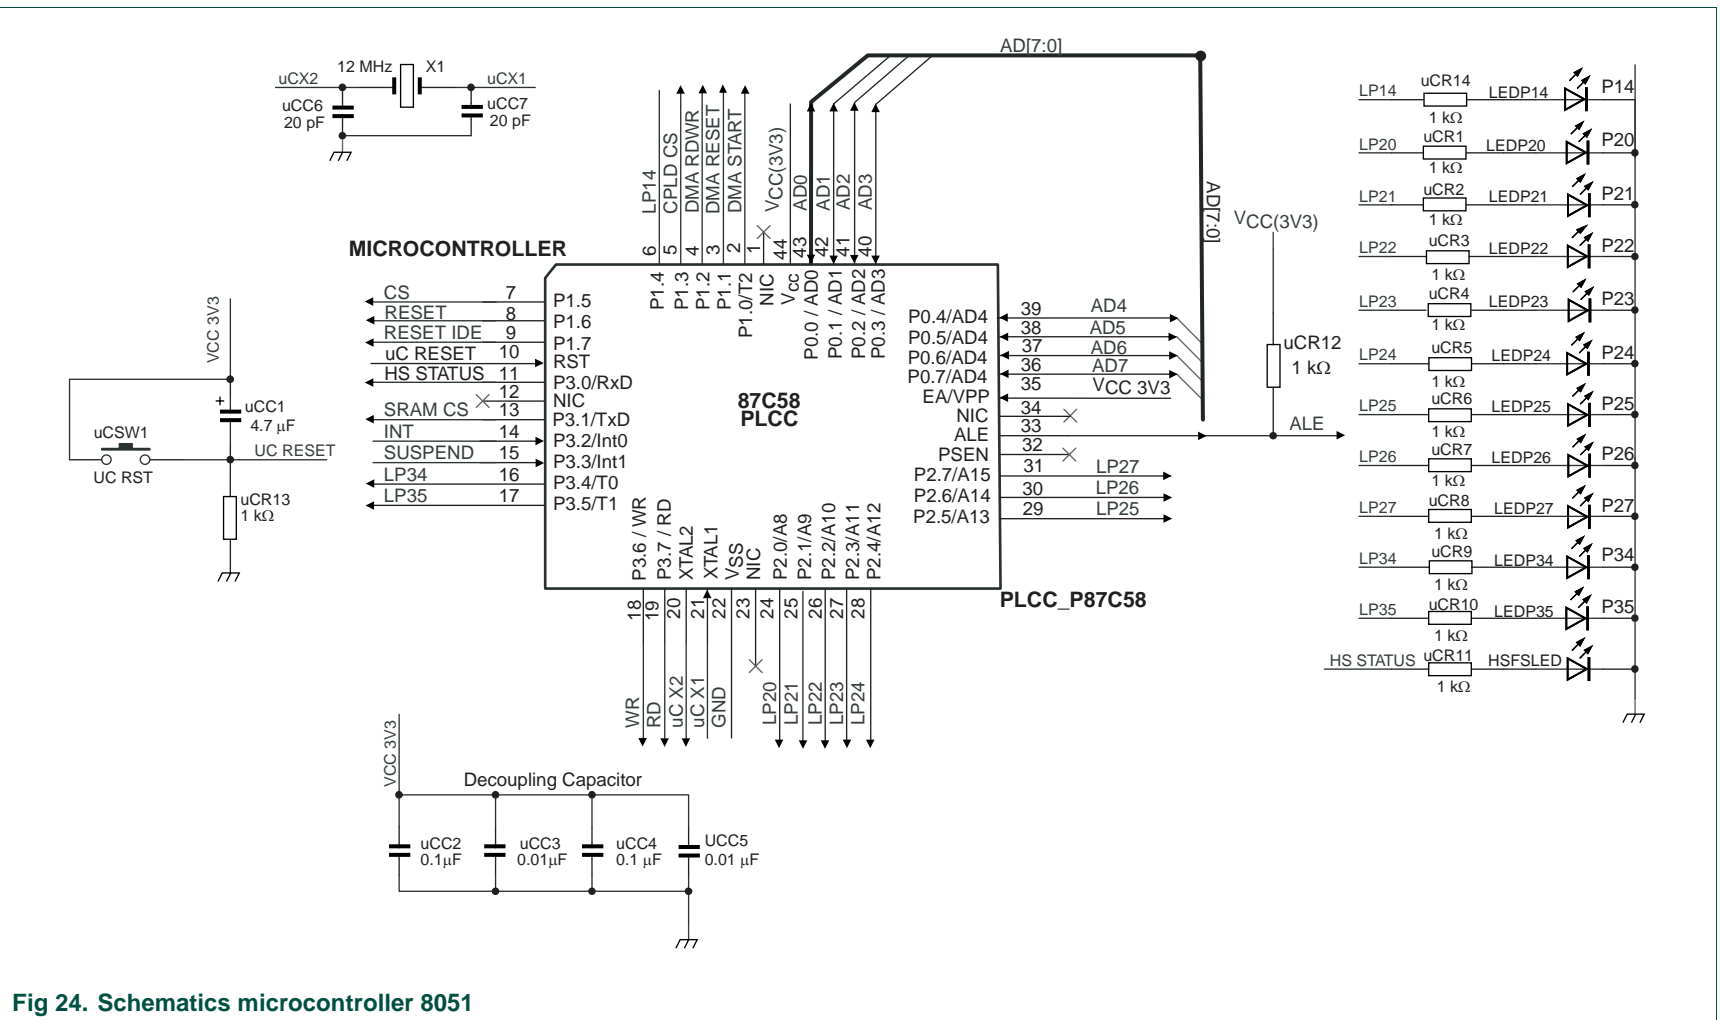 AD[7:0]
uCX2
12 MHz
X1
uCX1
uCC6
20 pF
uCC7
20 pF
LP14
CPLD CS
DMA RDWR
DMA RESET
DMA START
VCC(3V3)
AD0
AD1
AD2
AD3
AD[7:0]
6
5
4
3
2
1
44
43
42
41
40
MICROCONTROLLER
P1.4
P1.3
P1.2
P1.1
P1.0/T2
NIC
Vcc
P0.0 / AD0
P0.1 / AD1
P0.2 / AD2
P0.3 / AD3
CS 7 P1.5
RESET 8 P1.6
RESET IDE 9 P1.7
uC RESET 10 RST
HS STATUS 11 P3.0/RxD
12 NIC
SRAM CS 13 P3.1/TxD
INT 14 P3.2/Int0
SUSPEND 15 P3.3/Int1
LP34 16 P3.4/T0
LP35 17 P3.5/T1
87C58
PLCC
P0.4/AD4 39 AD4
P0.5/AD4 38 AD5
P0.6/AD4 37 AD6
P0.7/AD4 36 AD7
EA/VPP 35 VCC 3V3
NIC 34
ALE 33 ALE
PSEN 32
P2.7/A15 31 LP27
P2.6/A14 30 LP26
P2.5/A13 29 LP25
P3.6 / WR
P3.7 / RD
XTAL2
XTAL1
VSS
NIC
P2.0/A8
P2.1/A9
P2.2/A10
P2.3/A11
P2.4/A12
18
19
20
21
22
23
24
25
26
27
28
PLCC_P87C58
WR
RD
uC X2
uC X1
GND
LP20
LP21
LP22
LP23
LP24
VCC(3V3)
uCR12
1 kΩ
VCC 3V3
+
uCC1
4.7 μF
uCSW1
UC RST
UC RESET
uCR13
1 kΩ
LP14 uCR14 LEDP14 P14
1 kΩ
LP20 uCR1 LEDP20 P20
1 kΩ
LP21 uCR2 LEDP21 P21
1 kΩ
LP22 uCR3 LEDP22 P22
1 kΩ
LP23 uCR4 LEDP23 P23
1 kΩ
LP24 uCR5 LEDP24 P24
1 kΩ
LP25 uCR6 LEDP25 P25
1 kΩ
LP26 uCR7 LEDP26 P26
1 kΩ
LP27 uCR8 LEDP27 P27
1 kΩ
LP34 uCR9 LEDP34 P34
1 kΩ
LP35 uCR10 LEDP35 P35
1 kΩ
HS STATUS uCR11 HSFSLED
1 kΩ
VCC 3V3
Decoupling Capacitor
uCC2
0.1μF
uCC3
0.01μF
uCC4
0.1 μF
UCC5
0.01 μF
Fig 24. Schematics microcontroller 8051